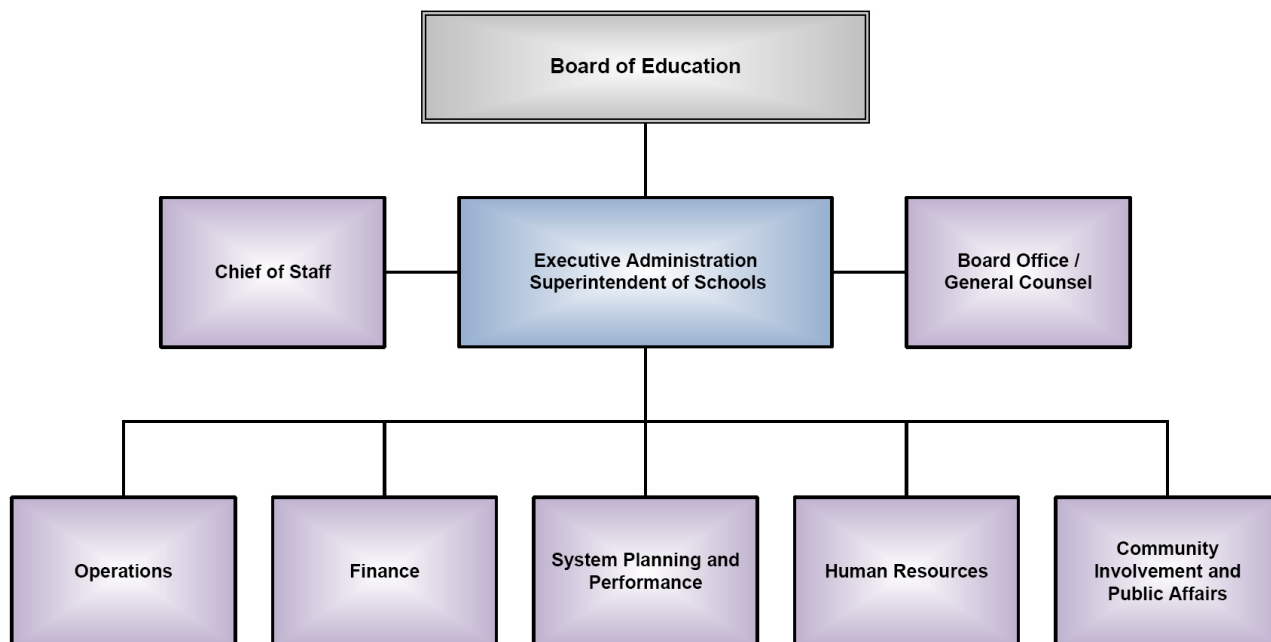 Board of Education
Chief of Staff
Executive Administration
Superintendent of Schools
Board Office /
General Counsel
Operations
Finance
System Planning and
Performance
Human Resources
Community
Involvement and
Public Affairs